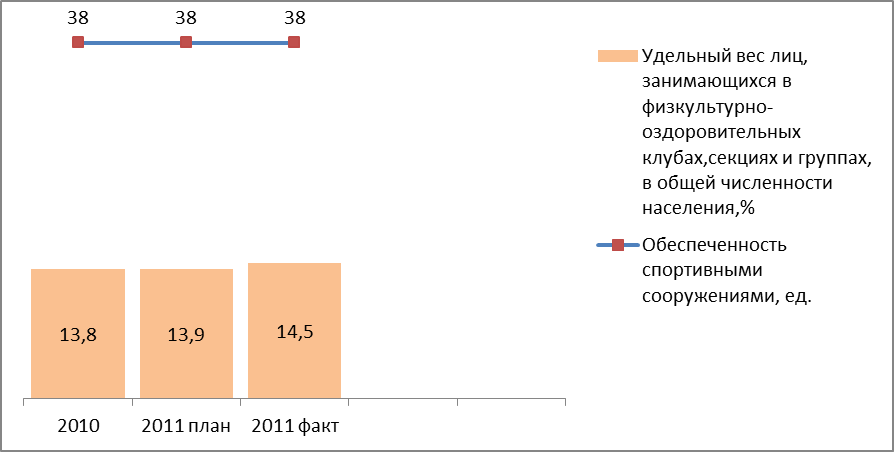 38 38 38
13,8 13,9 14,5
2010 2011 план 2011 факт
Удельный вес лиц,
занимающихся в
физкультурно-
оздоровительных
клубах,секциях и группах,
в общей численности
населения,%
Обеспеченность
спортивными
сооружениями, ед.